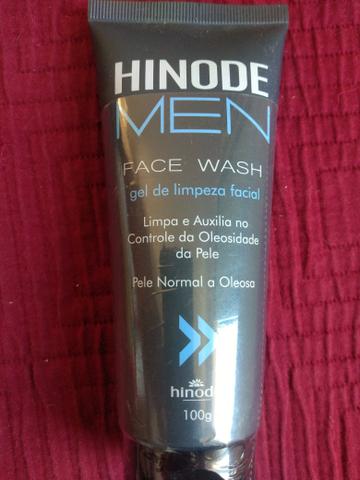 HINODE
MEN
FACE WASH
gel de limpeza facial
Limpa e Auxilia no
Controle da Oleosidade
da Pele
Pele Normal a Oleosa
hinode
100g